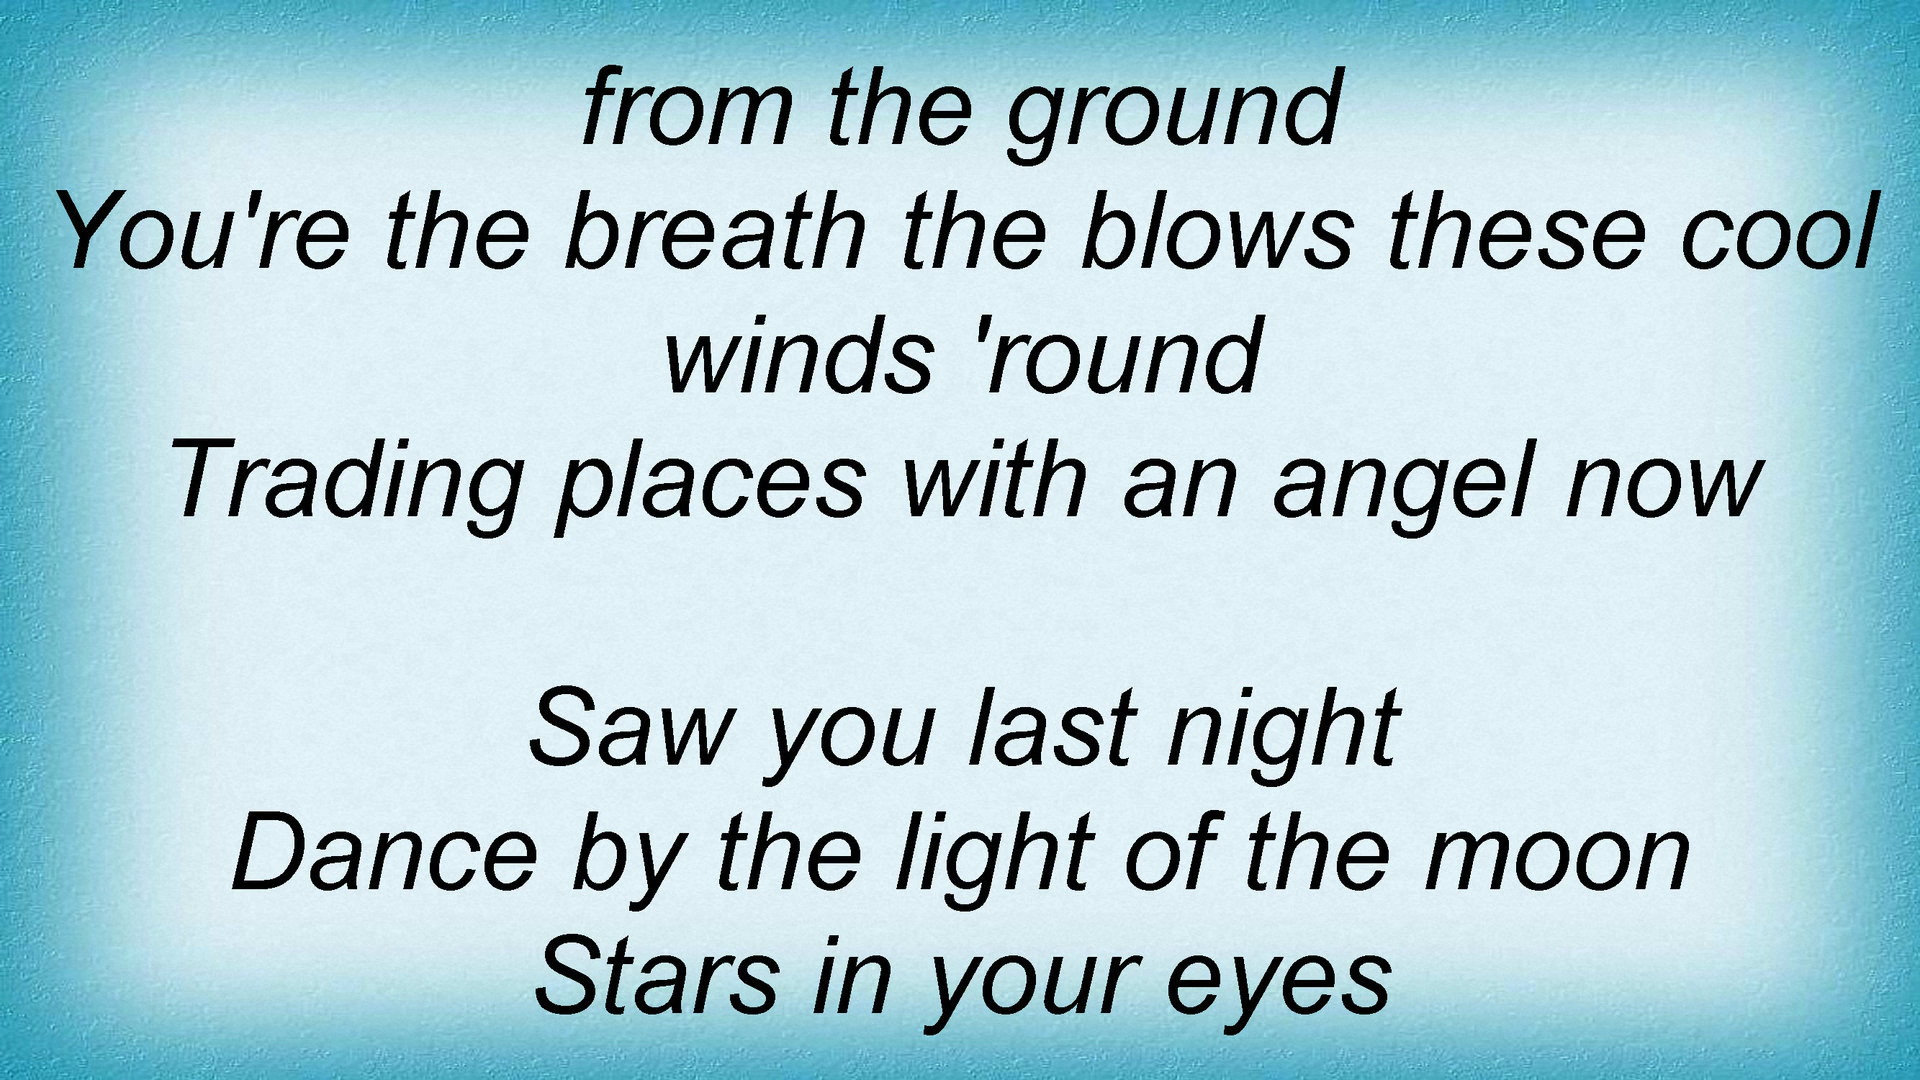 from the ground
You're the breath the blows these cool
winds 'round
Trading places with an angel now
Saw you last night
Dance by the light of the moon
Stars in your eyes